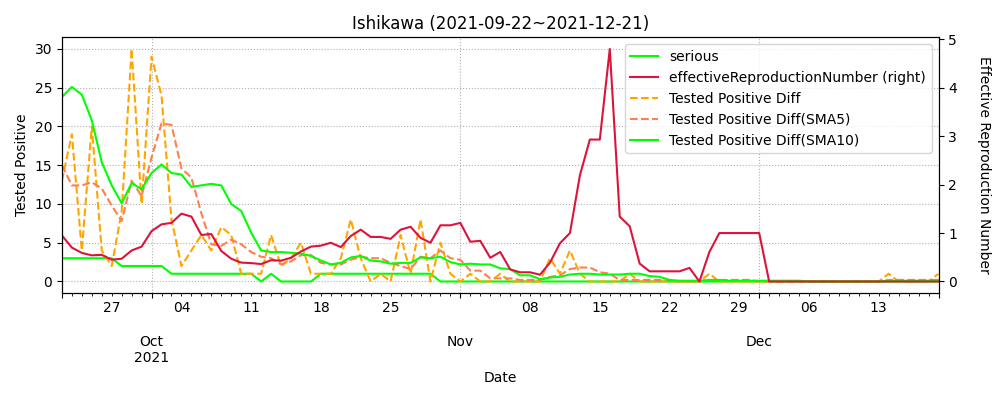 Ishikawa (2021-09-22~2021-12-21)
30
25
20
15
10
5
0
Tested Positive
5
4
3
2
1
0
Effective Reproduction Number
serious
effectiveReproductionNumber (right)
Tested Positive Diff
Tested Positive Diff(SMA5)
Tested Positive Diff(SMA10)
27 04 11 18 25 08 15 22 29 06 13
Oct Nov Dec
2021
Date